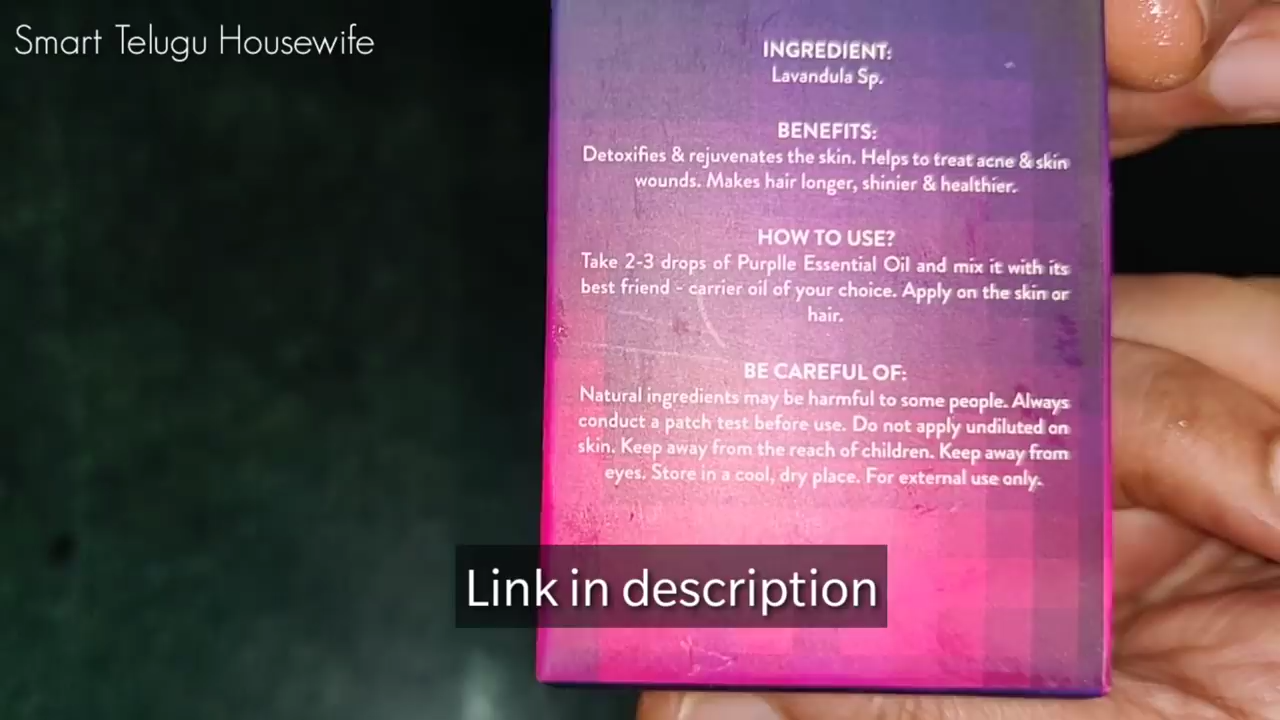 Smart Telugu Housewife
INGREDIENT:
Lavandula Sp.
BENEFITS:
Detoxifies & rejuvenates the skin. Helps to treat acne & skin
wounds. Makes hair longer, shinier & healthier.
HOW TO USE?
Take 2-3 drops of Purplle Essential Oil and mix it with its
best friend - carrier oil of your choice. Apply on the skin or
hair.
BE CAREFUL OF:
Natural ingredients may be harmful to some people. Always
conduct a patch test before use. Do not apply undiluted on
skin. Keep away from the reach of children. Keep away from
eyes. Store in a cool, dry place. For external use only.
Link in description